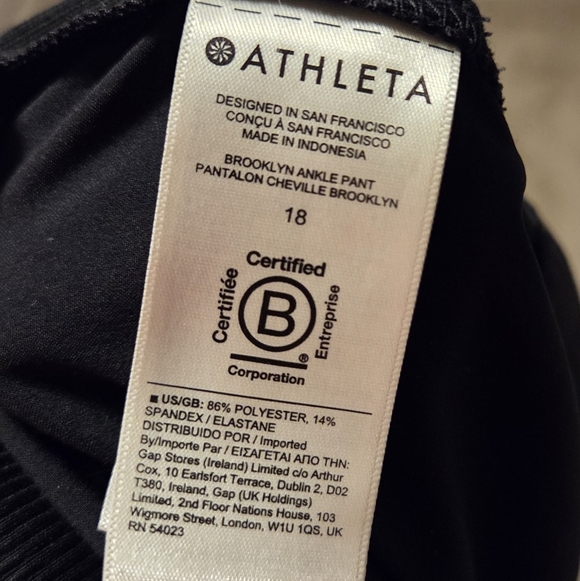 ATHLETA
DESIGNED IN SAN FRANCISCO
CONÇU À SAN FRANCISCO
MADE IN INDONESIA
BROOKLYN ANKLE PANT
PANTALON CHEVILLE BROOKLYN
18
Certified
Certifiée
B
Entreprise
®
Corporation
■ US/GB: 86% POLYESTER, 14%
SPANDEX / ELASTANE
DISTRIBUIDO POR / Imported
By/Importe Par / ΕΙΣΑΓΕΤΑΙ ΑΠΟ ΤΗΝ:
Gap Stores (Ireland) Limited c/o Arthur
Cox, 10 Earlsfort Terrace, Dublin 2, D02
T380, Ireland, Gap (UK Holdings)
Limited, 2nd Floor Nations House, 103
Wigmore Street, London, W1U 1QS, UK
RN 54023